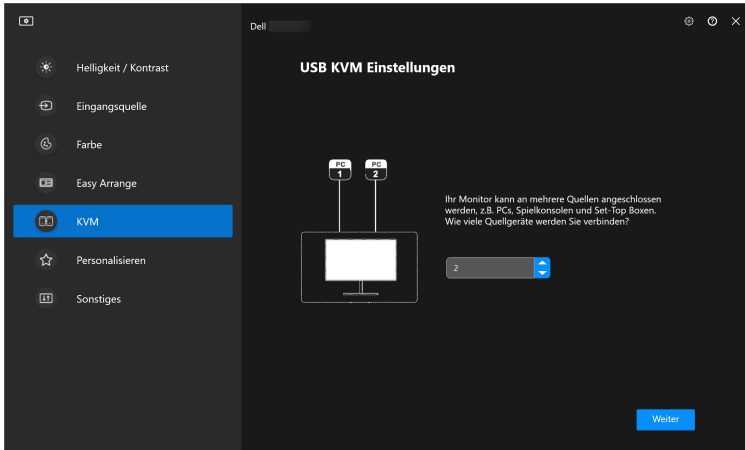 Dell
Helligkeit / Kontrast
Eingangsquelle
Farbe
Easy Arrange
KVM
Personalisieren
Sonstiges
USB KVM Einstellungen
PC
1
PC
2
Ihr Monitor kann an mehrere Quellen angeschlossen
werden, z.B. PCs, Spielkonsolen und Set-Top Boxen.
Wie viele Quellgeräte werden Sie verbinden?
2
Weiter